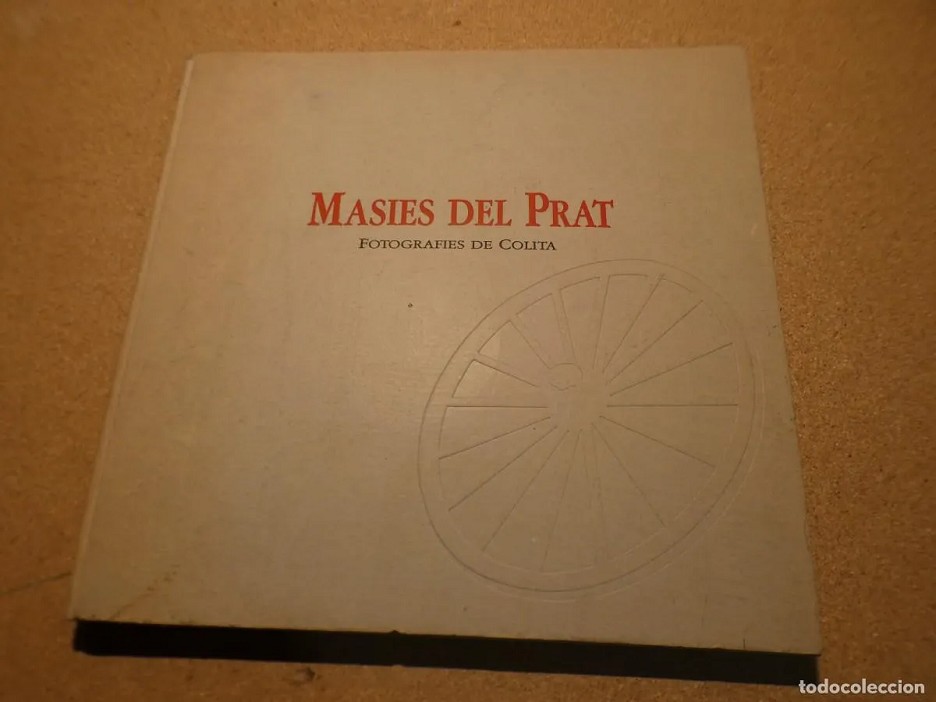 MASIES DEL PRAT
FOTOGRAFIES DE COLITA
todocoleccion